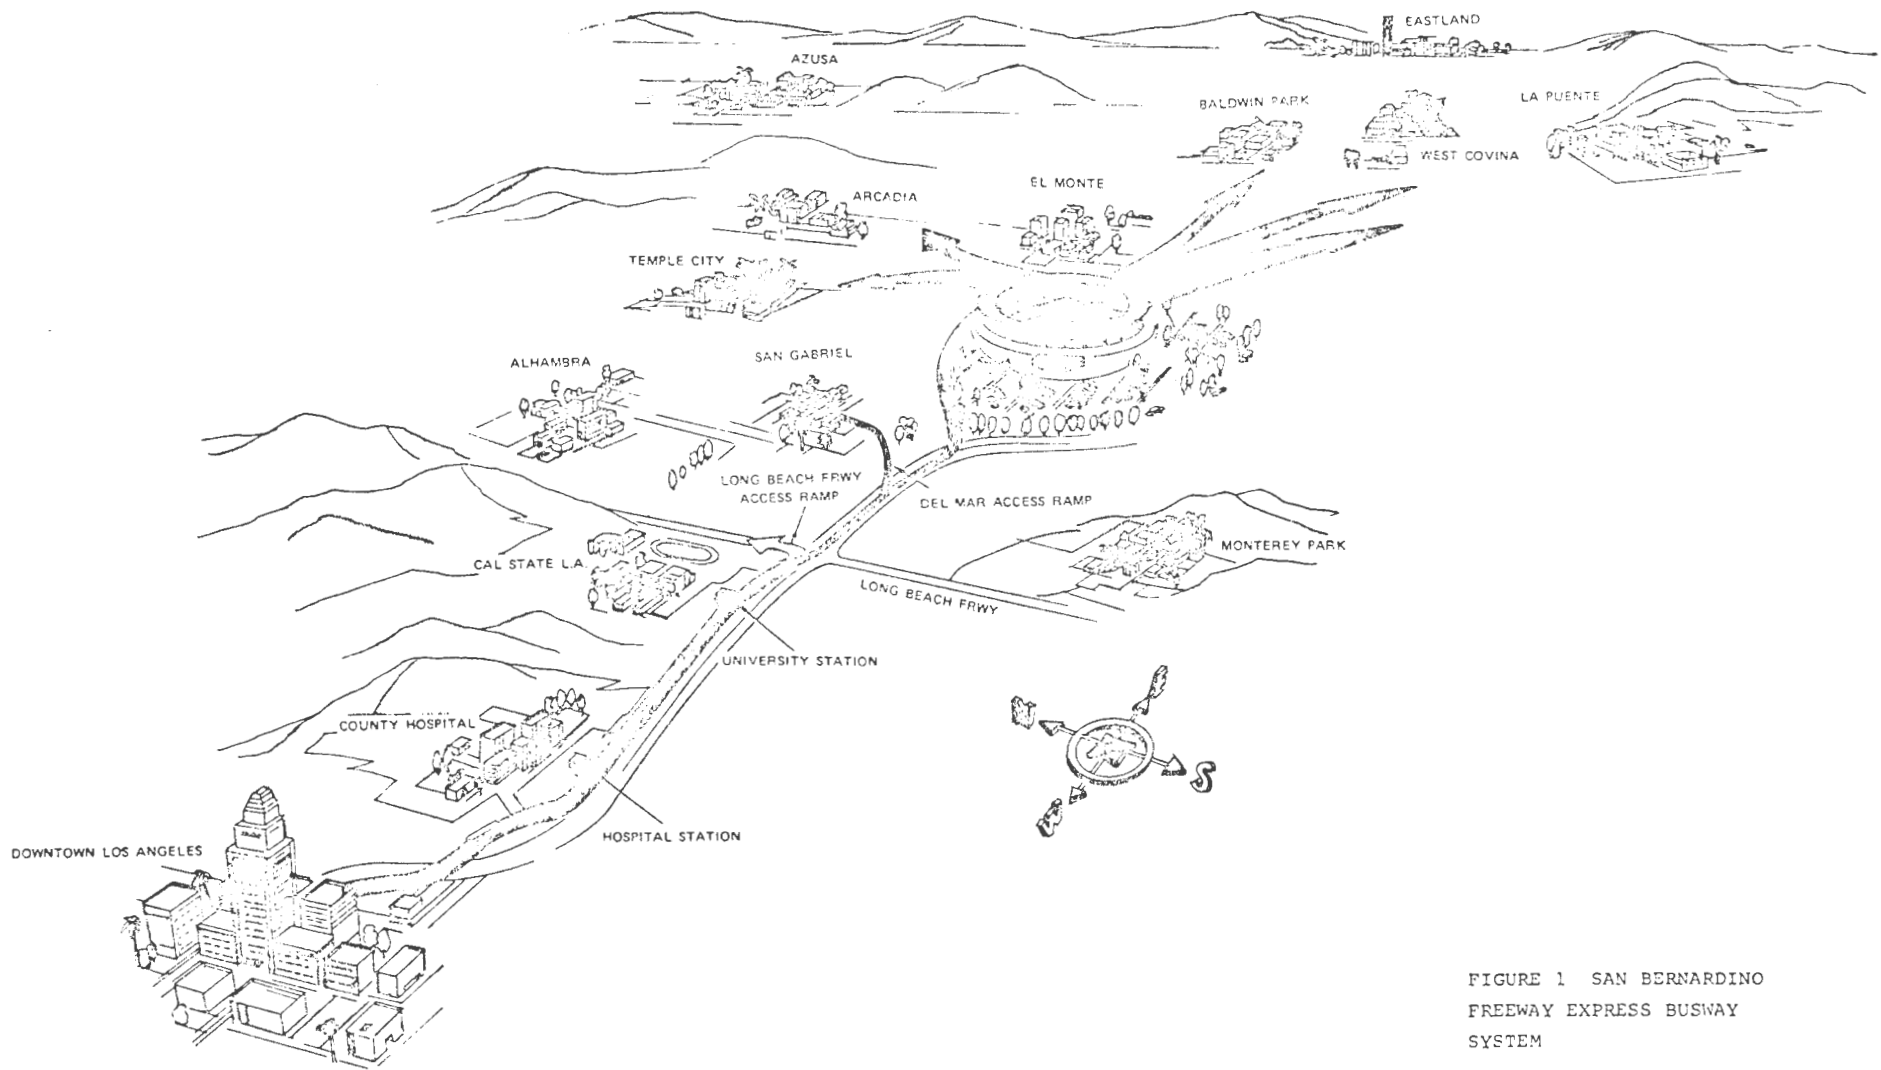 EASTLAND
AZUSA
BALDWIN PARK
LA PUENTE
WEST COVINA
EL MONTE
ARCADIA
TEMPLE CITY
ALHAMBRA
SAN GABRIEL
LONG BEACH FRWY
ACCESS RAMP
DEL MAR ACCESS RAMP
MONTEREY PARK
CAL STATE L.A.
LONG BEACH FRWY
UNIVERSITY STATION
N
E
S
W
COUNTY HOSPITAL
HOSPITAL STATION
DOWNTOWN LOS ANGELES
FIGURE 1 SAN BERNARDINO
FREEWAY EXPRESS BUSWAY
SYSTEM